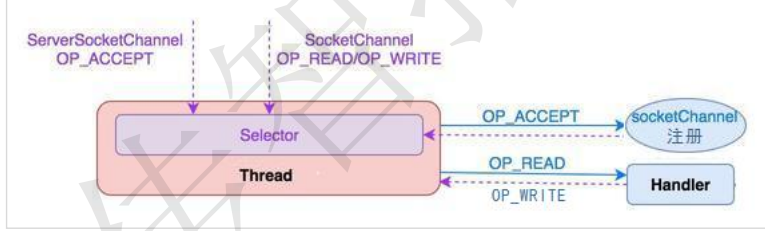 ServerSocketChannel
OP_ACCEPT
SocketChannel
OP_READ/OP_WRITE
Selector
Thread
OP_ACCEPT
socketChannel
注册
OP_READ
OP_WRITE
Handler